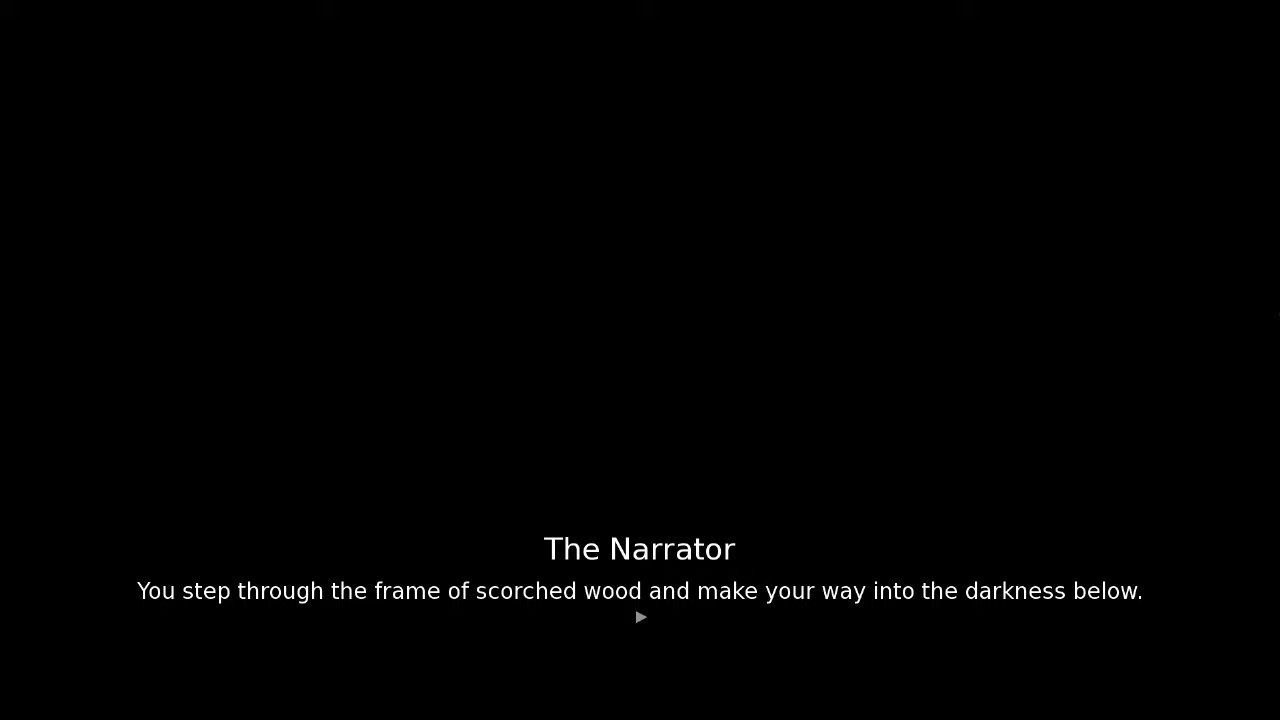 The Narrator
You step through the frame of scorched wood and make your way into the darkness below.